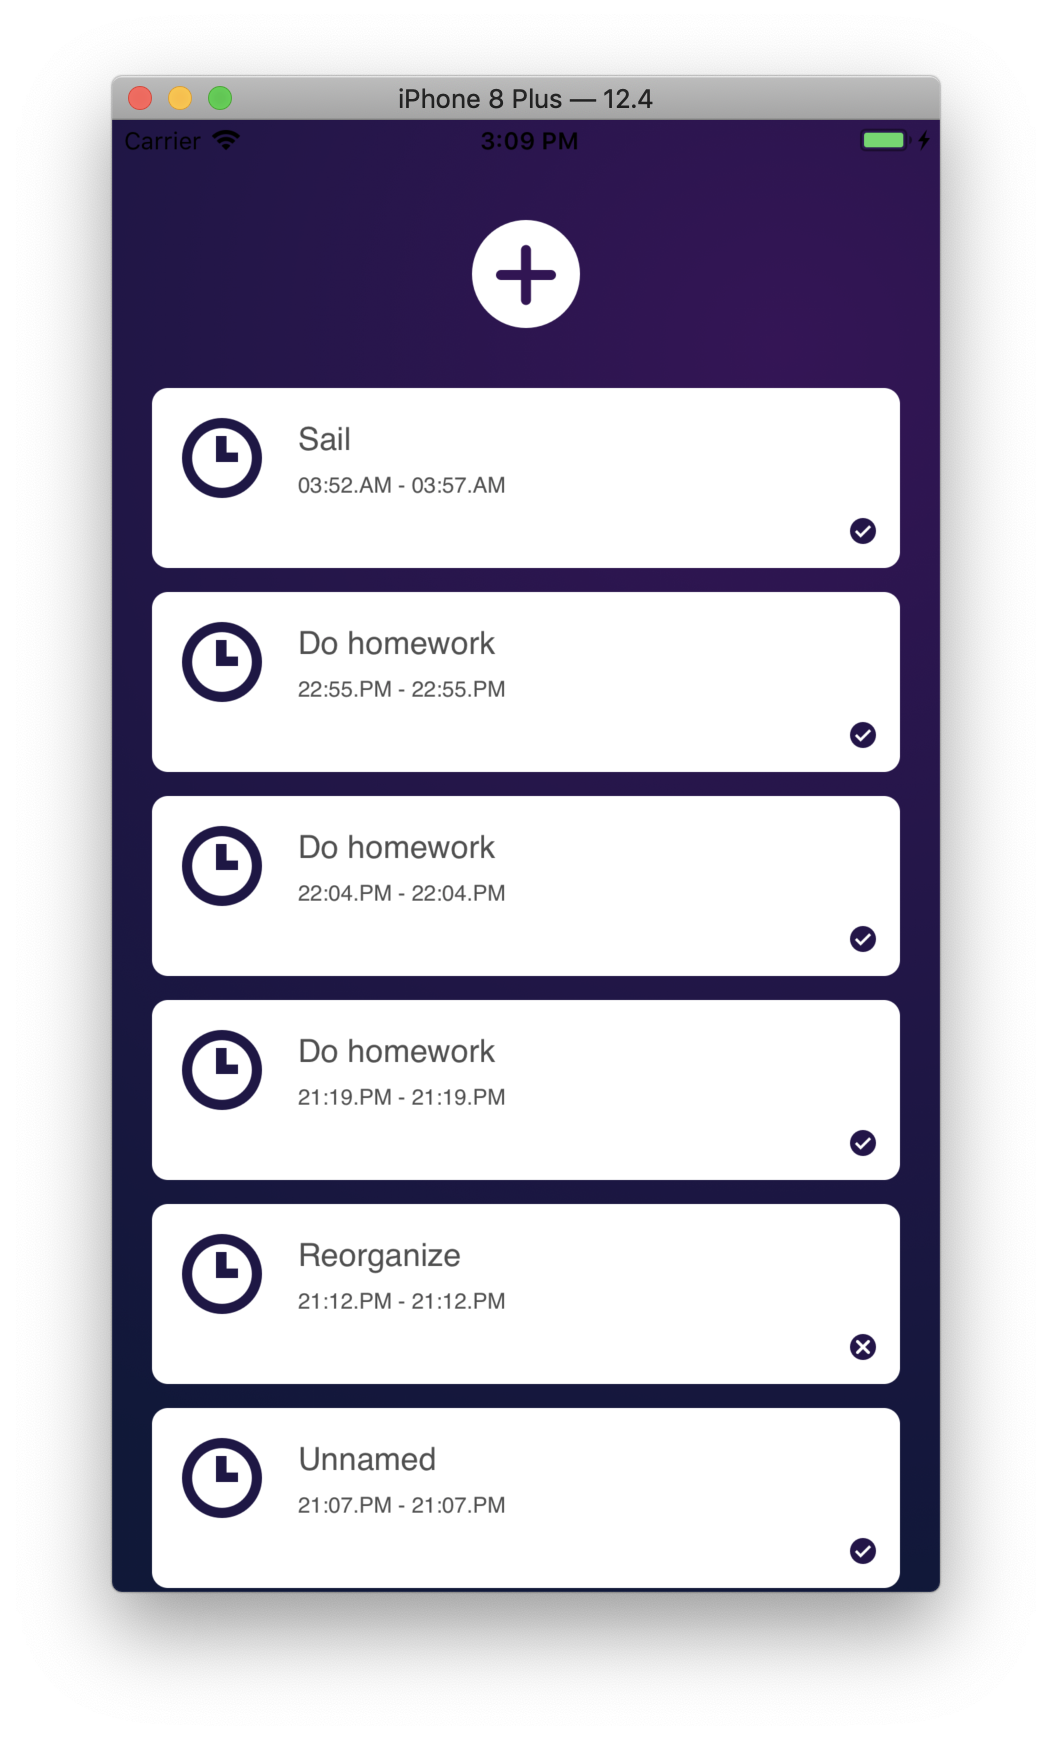 iPhone 8 Plus — 12.4
Carrier 3:09 PM
Sail
03:52.AM - 03:57.AM
Do homework
22:55.PM - 22:55.PM
Do homework
22:04.PM - 22:04.PM
Do homework
21:19.PM - 21:19.PM
Reorganize
21:12.PM - 21:12.PM
Unnamed
21:07.PM - 21:07.PM